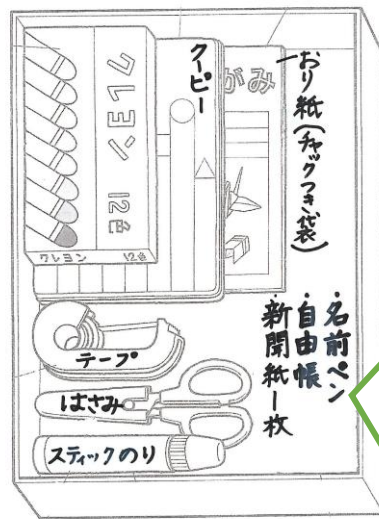 おり紙(チャックつき袋)
がみ
クーピー
クレヨン 12色
クレヨン 12色
・名前ペン
・自由帳
新聞紙1枚
テープ
はさみ
スティックのり